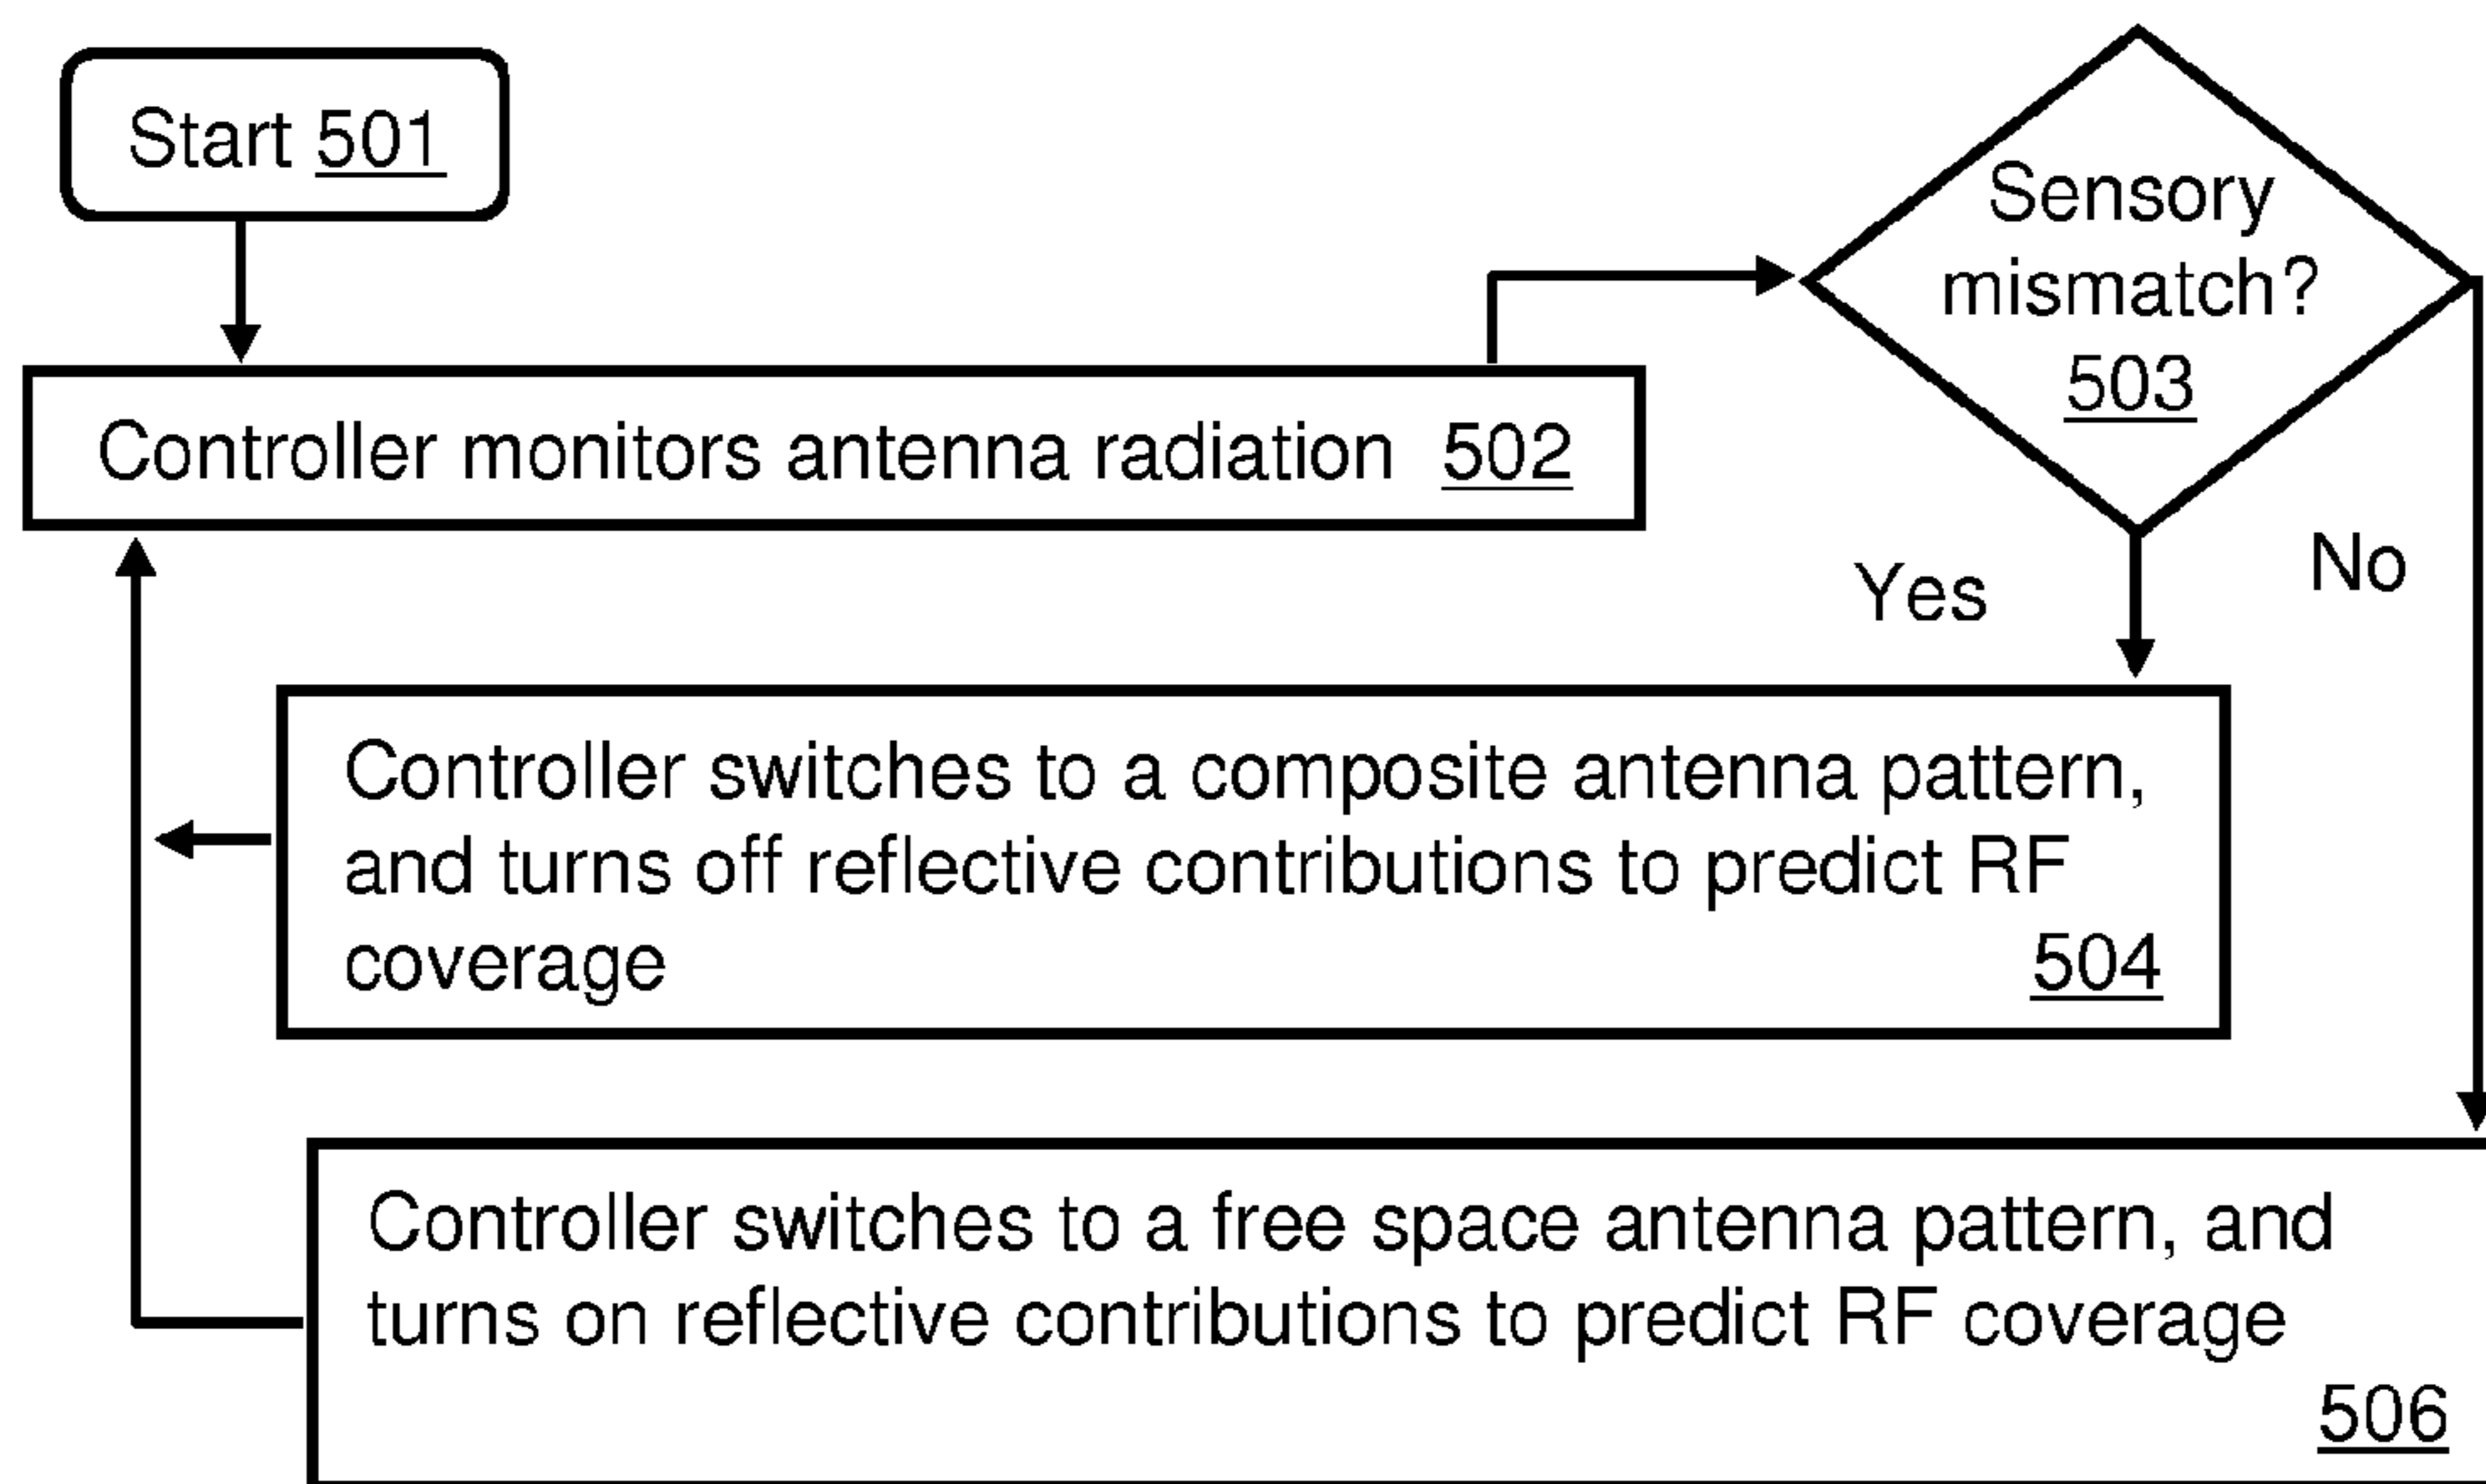 Start 501
Sensory
mismatch?
503
Controller monitors antenna radiation 502
Yes
No
Controller switches to a composite antenna pattern,
and turns off reflective contributions to predict RF
coverage 504
Controller switches to a free space antenna pattern, and
turns on reflective contributions to predict RF coverage
506